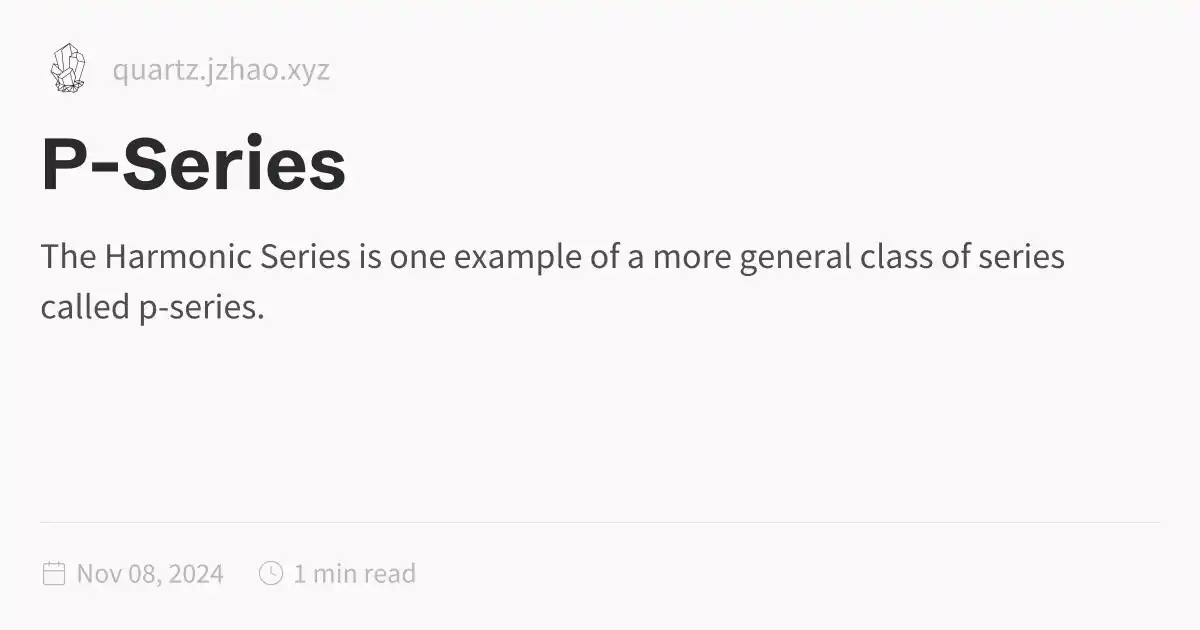 quartz.jzhao.xyz
P-Series
The Harmonic Series is one example of a more general class of series
called p-series.
Nov 08, 2024 1 min read